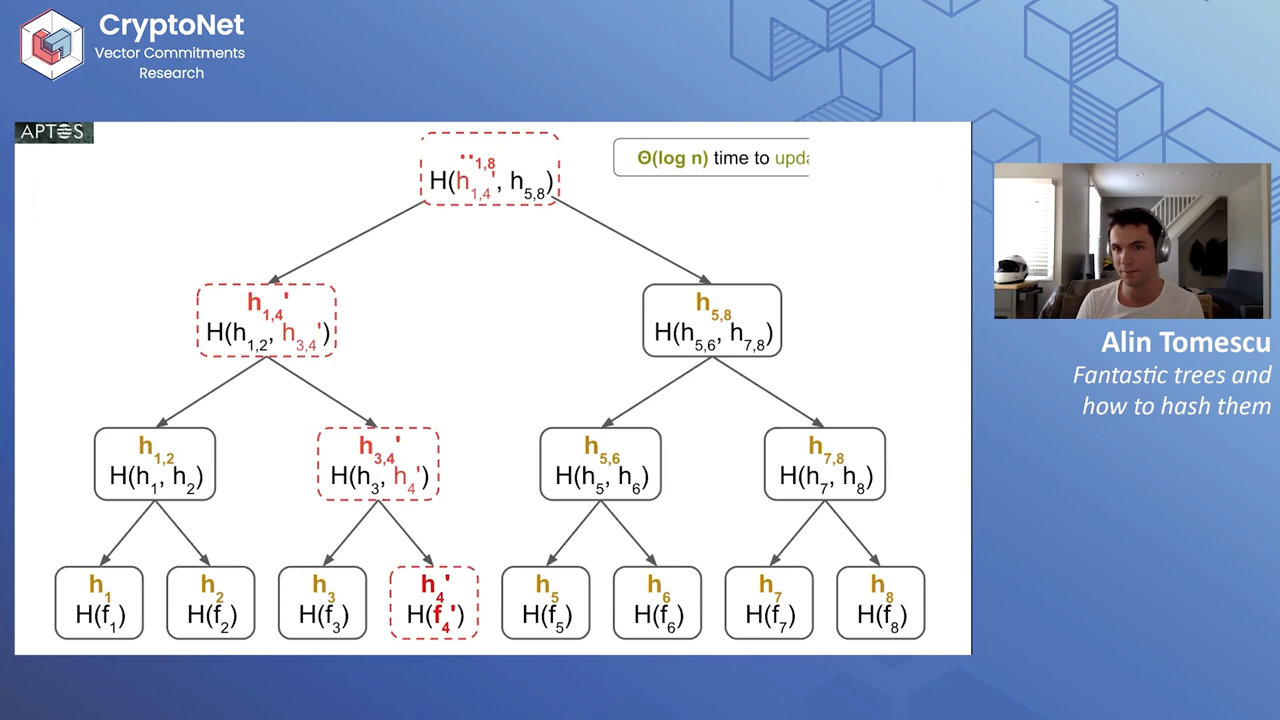 CryptoNet
Vector Commitments
Research
APTOS
Θ(log n) time to
1,8
H(h1,4', h5,8)
h1,4'
H(h1,2, h3,4')
h5,8
H(h5,6, h7,8)
h1,2
H(h1, h2)
h3,4'
H(h3, h4')
h5,6
H(h5, h6)
h7,8
H(h7, h8)
h1
H(f1)
h2
H(f2)
h3
H(f3)
h4'
H(f4')
h5
H(f5)
h6
H(f6)
h7
H(f7)
h8
H(f8)
Alin Tomescu
Fantastic trees and
how to hash them